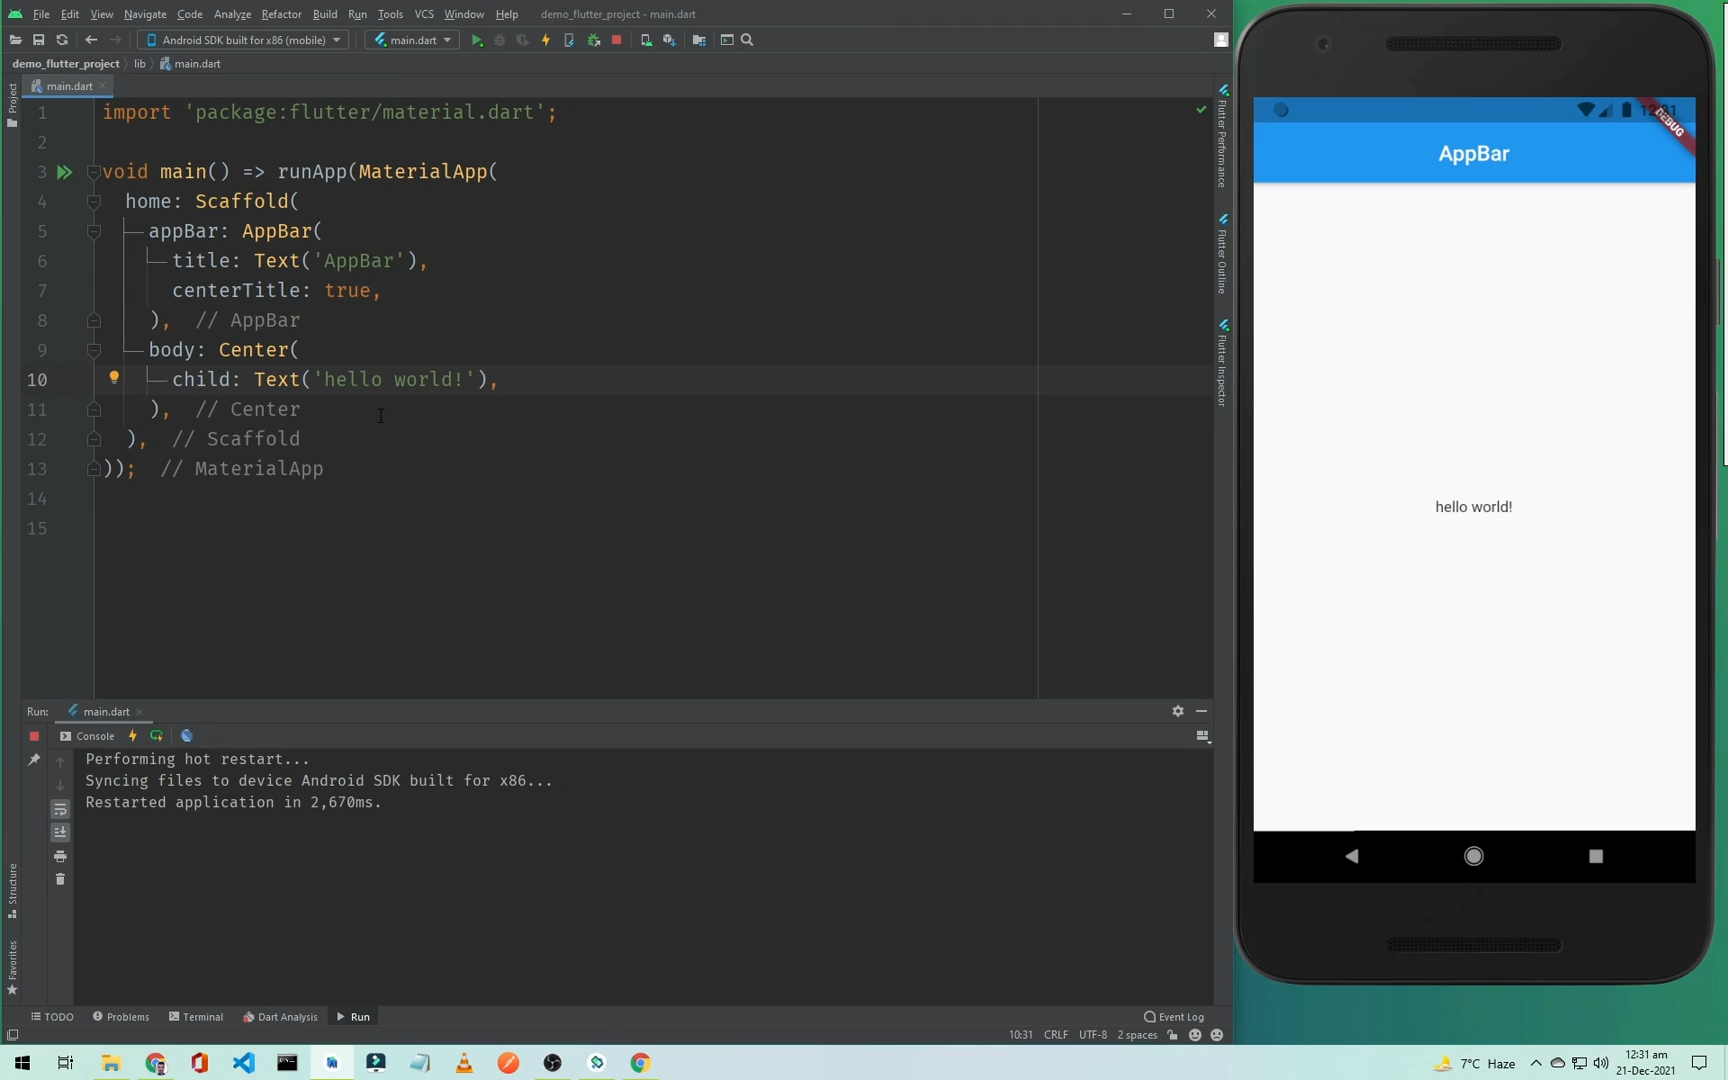 File Edit View Navigate Code Analyze Refactor Build Run Tools VCS Window Help demo_flutter_project - main.dart
Android SDK built for x86 (mobile) main.dart
demo_flutter_project lib main.dart
Project
main.dart
1 import 'package:flutter/material.dart';
2
3 void main() => runApp(MaterialApp(
4 home: Scaffold(
5 appBar: AppBar(
6 title: Text('AppBar'),
7 centerTitle: true,
8 ), // AppBar
9 body: Center(
10 child: Text('hello world!'),
11 ), // Center
12 ), // Scaffold
13 )); // MaterialApp
14
15
Flutter Performance
Flutter Outline
Flutter Inspector
Run: main.dart
Console
Performing hot restart...
Syncing files to device Android SDK built for x86...
Restarted application in 2,670ms.
Structure
Favorites
TODO Problems Terminal Dart Analysis Run Event Log
10:31 CRLF UTF-8 2 spaces
12:31
DEBUG
AppBar
hello world!
7°C Haze 12:31 am
21-Dec-2021